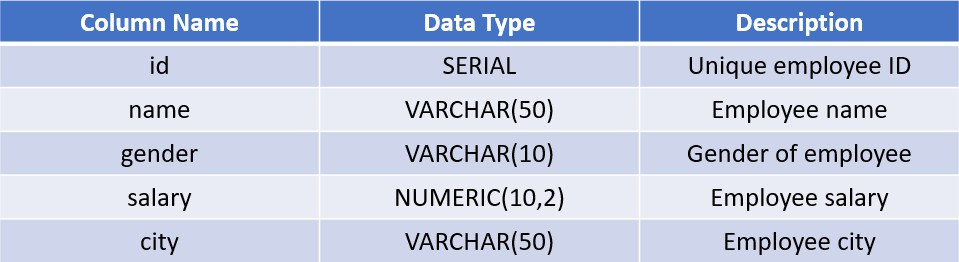 Column Name Data Type Description
id SERIAL Unique employee ID
name VARCHAR(50) Employee name
gender VARCHAR(10) Gender of employee
salary NUMERIC(10,2) Employee salary
city VARCHAR(50) Employee city